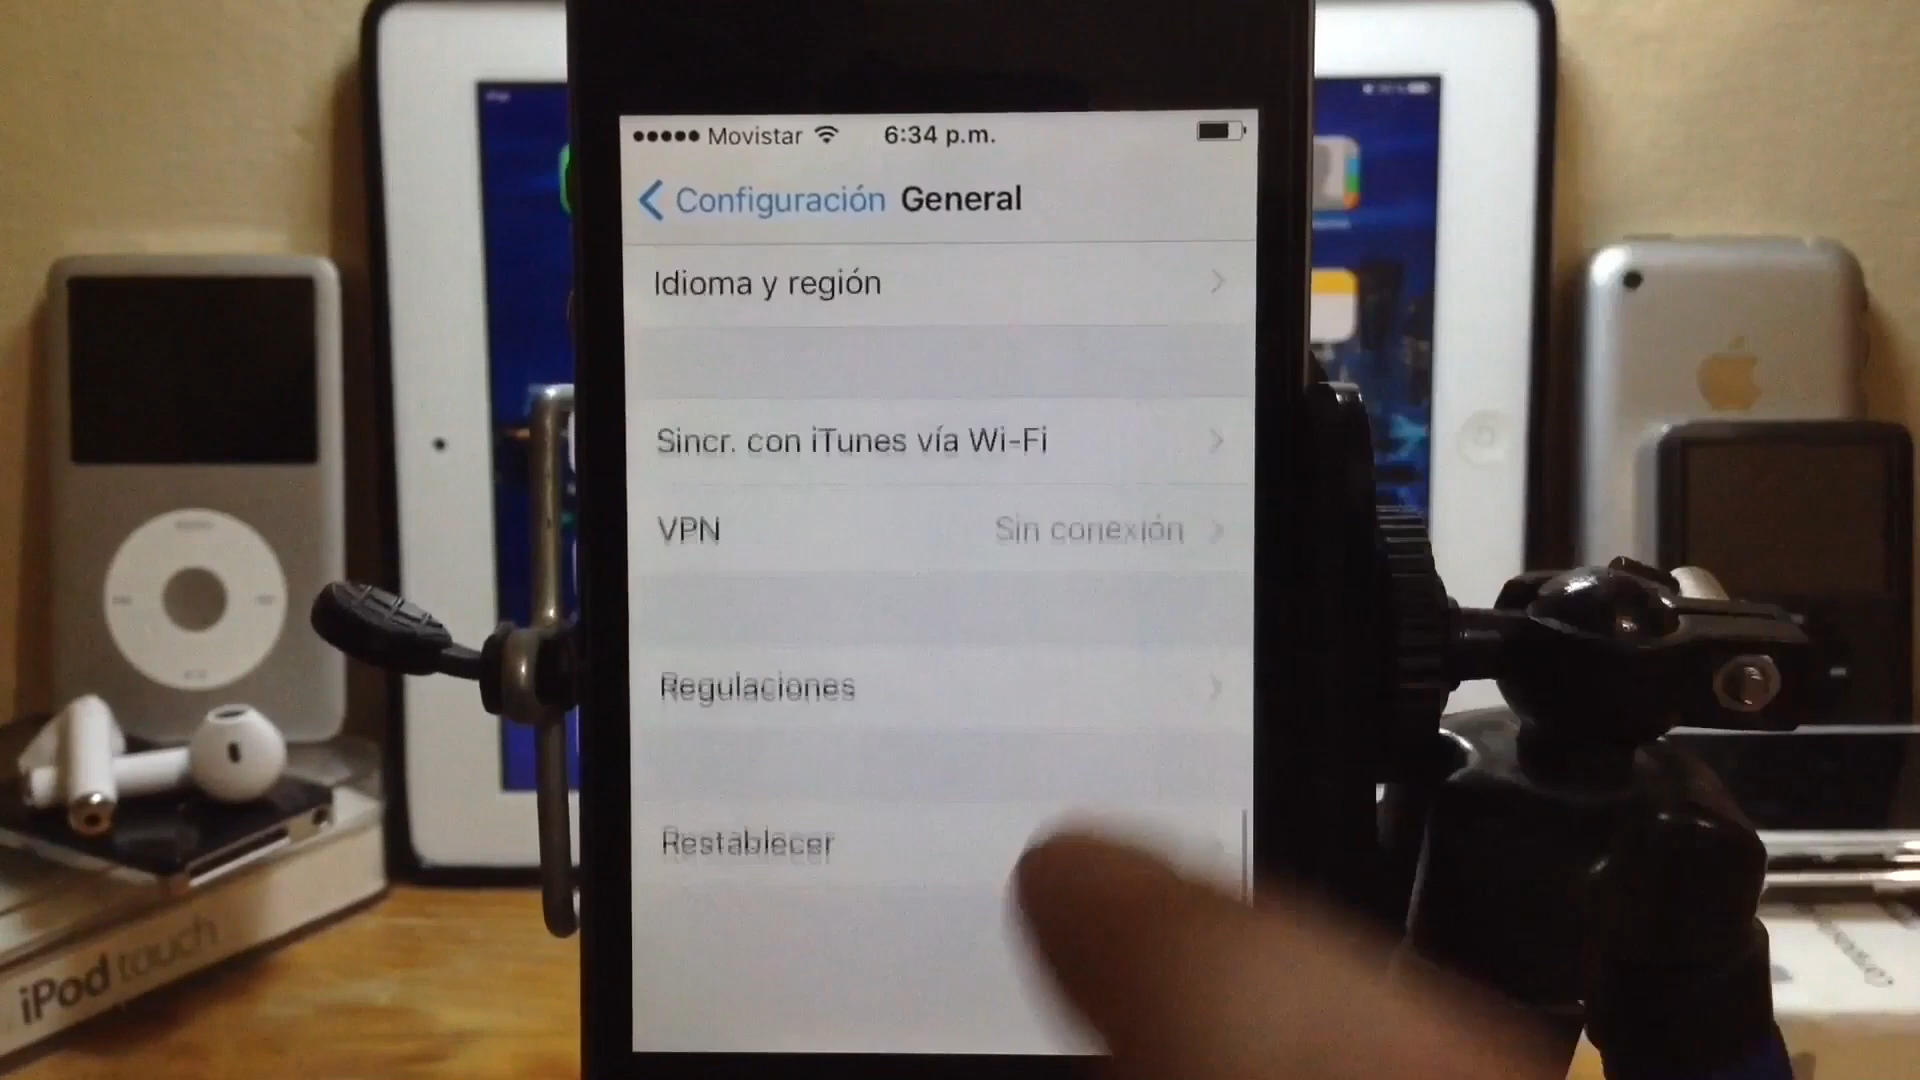 Movistar 6:34 p.m.
Configuración General
Idioma y región
Sincr. con iTunes vía Wi-Fi
VPN Sin conexión
Regulaciones
Restablecer
iPod touch